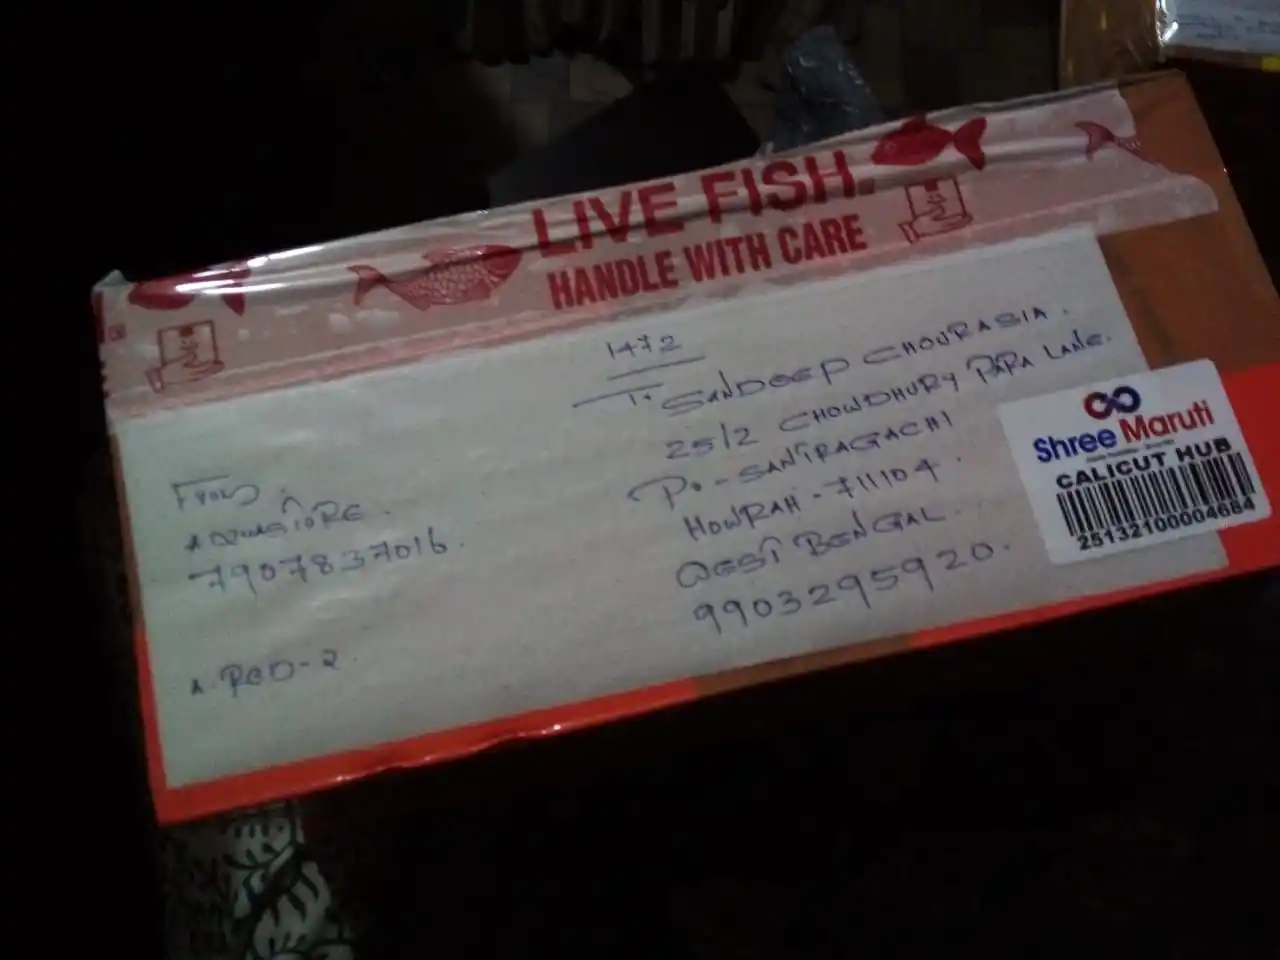 LIVE FISH.
HANDLE WITH CARE
1472
To
SANDEEP CHOURASIA.
25/2 CHOWDHURY PARA LANE.
PO-SANTRAGACHI
HOWRAH-711104.
WEST BENGAL.
9903295920.
From
7907837016.
Shree Maruti
CALICUT HUB
25132100004684